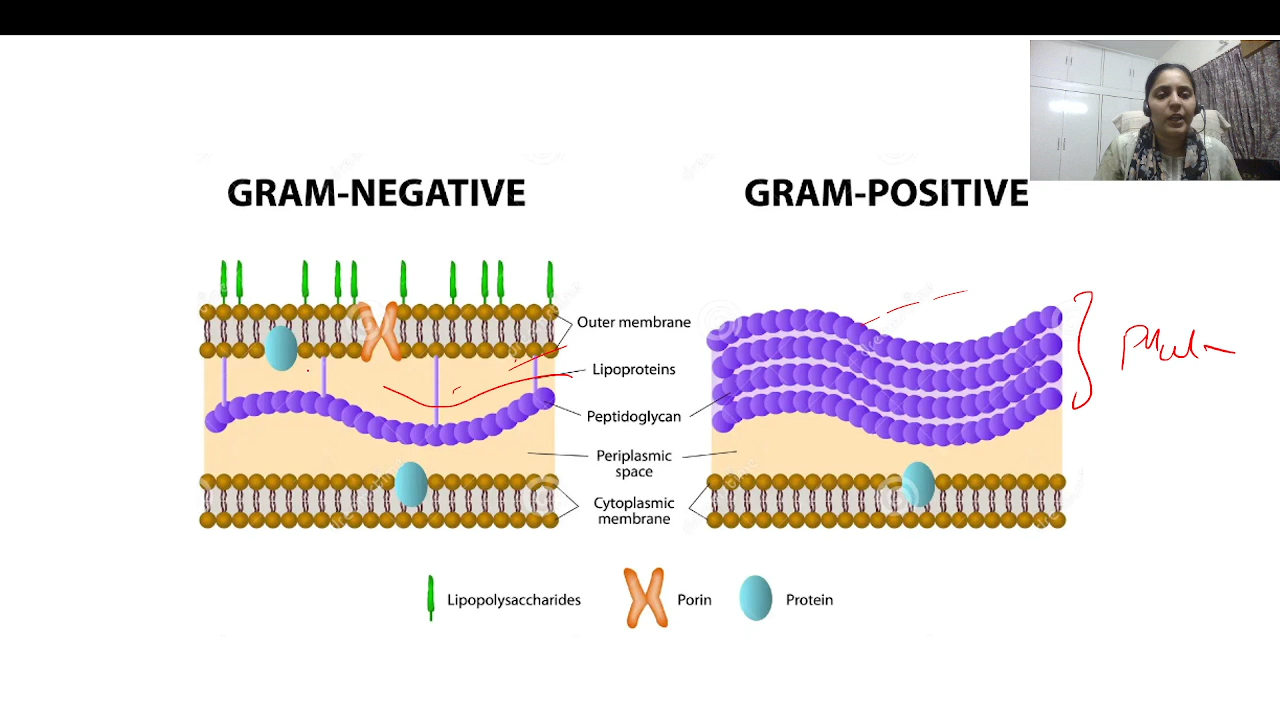 GRAM-NEGATIVE
GRAM-POSITIVE
Outer membrane
Lipoproteins
Peptidoglycan
Periplasmic
space
Cytoplasmic
membrane
Lipopolysaccharides
Porin
Protein